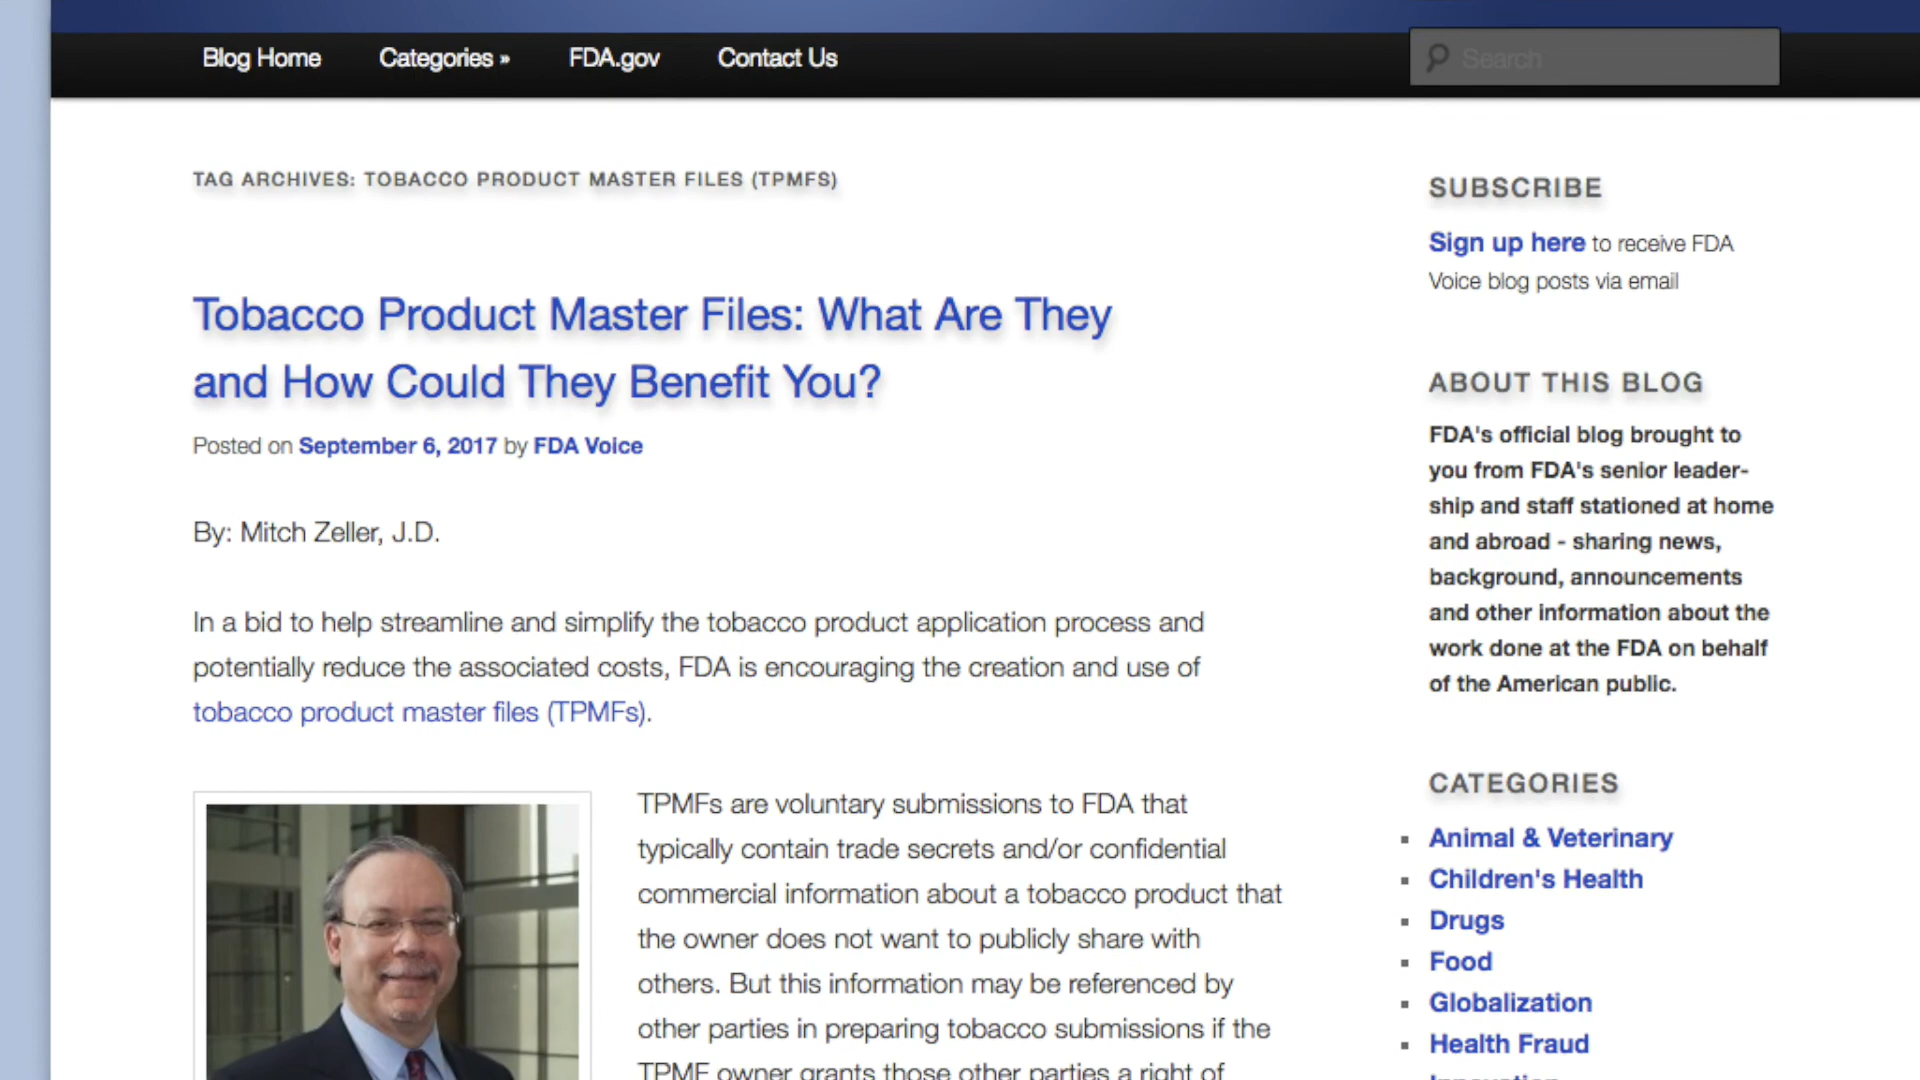 Blog Home Categories » FDA.gov Contact Us Search
TAG ARCHIVES: TOBACCO PRODUCT MASTER FILES (TPMFS)
Tobacco Product Master Files: What Are They
and How Could They Benefit You?
Posted on September 6, 2017 by FDA Voice
By: Mitch Zeller, J.D.
In a bid to help streamline and simplify the tobacco product application process and
potentially reduce the associated costs, FDA is encouraging the creation and use of
tobacco product master files (TPMFs).
TPMFs are voluntary submissions to FDA that
typically contain trade secrets and/or confidential
commercial information about a tobacco product that
the owner does not want to publicly share with
others. But this information may be referenced by
other parties in preparing tobacco submissions if the
TPMF owner grants those other parties a right of
SUBSCRIBE
Sign up here to receive FDA
Voice blog posts via email
ABOUT THIS BLOG
FDA's official blog brought to
you from FDA's senior leader-
ship and staff stationed at home
and abroad - sharing news,
background, announcements
and other information about the
work done at the FDA on behalf
of the American public.
CATEGORIES
Animal & Veterinary
Children's Health
Drugs
Food
Globalization
Health Fraud
Innovation